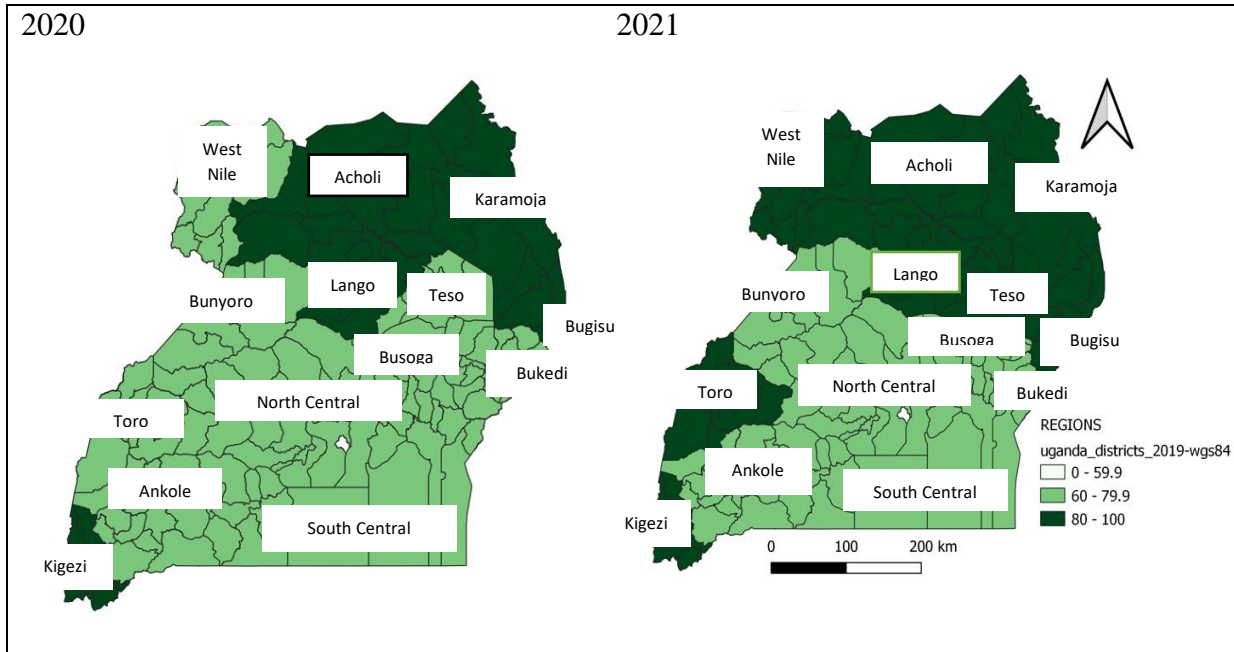 2020
West
Nile
Acholi
Karamoja
Lango
Teso
Bunyoro
Bugisu
Busoga
Bukedi
North Central
Toro
Ankole
South Central
Kigezi
2021
West
Nile
Acholi
Karamoja
Lango
Teso
Bunyoro
Busoga
Bugisu
North Central
Toro
Bukedi
Ankole
South Central
Kigezi
REGIONS
uganda_districts_2019-wgs84
0 - 59.9
60 - 79.9
80 - 100
0 100 200 km